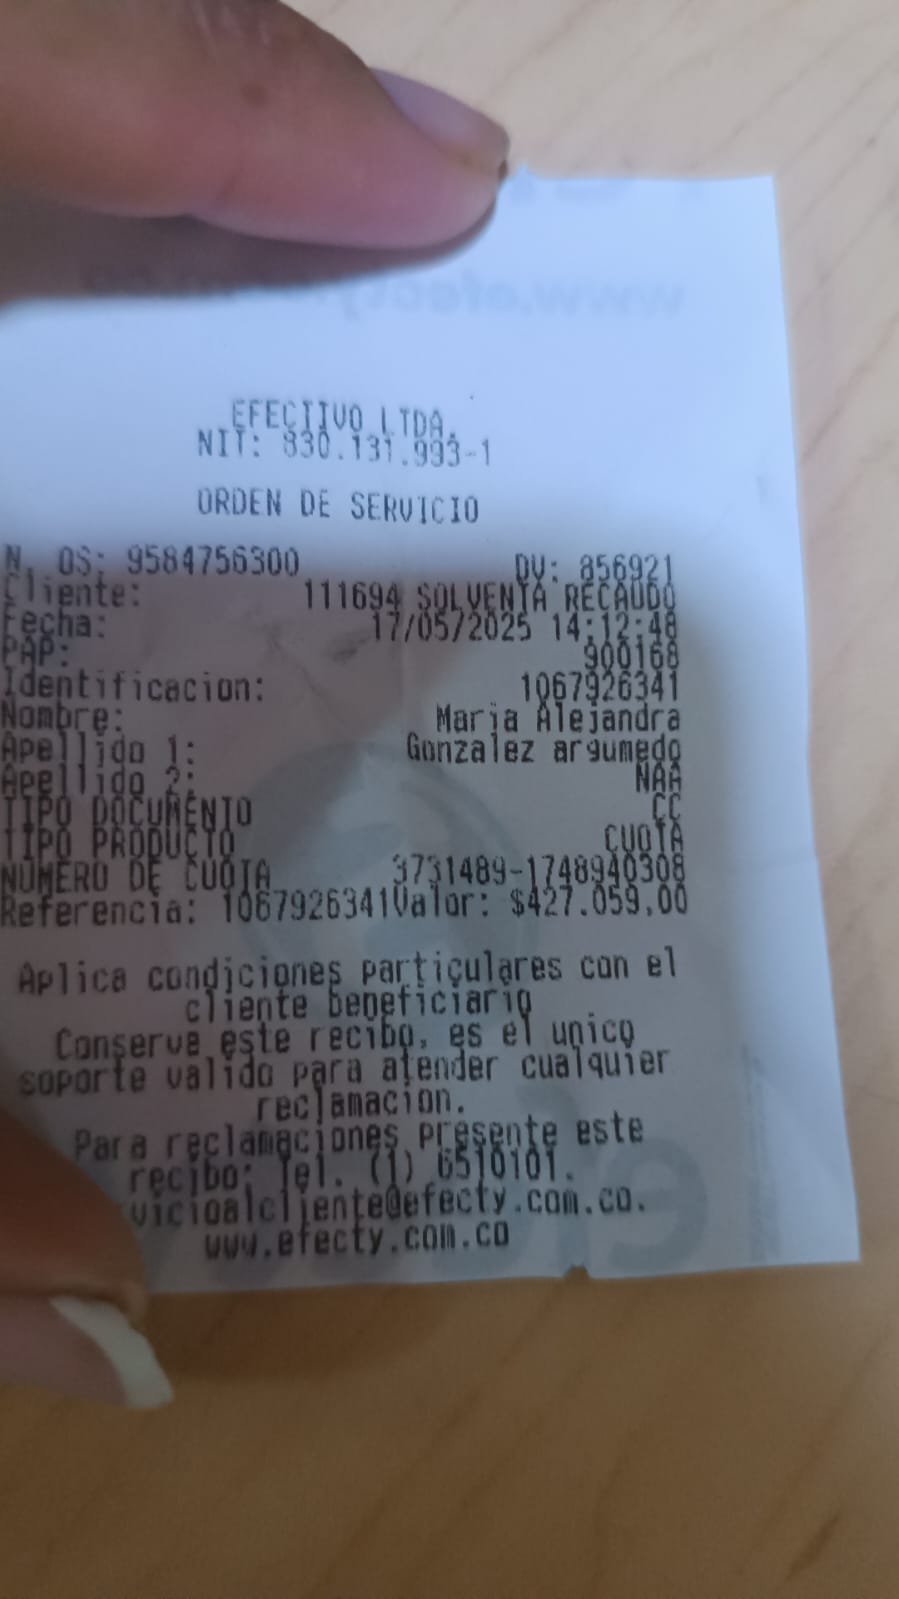 EFECTIVO LTDA.
NIT: 830.131.993-1
ORDEN DE SERVICIO
N. OS: 9584756300 DV: 856921
Cliente: 111694 SOLVENTA RECAUDO
Fecha: 17/05/2025 14:12:48
PAP: 900168
Identificacion: 1067926341
Nombre: Maria Alejandra
Apellido 1: Gonzalez argumedo
Apellido 2: NAA
TIPO DOCUMENTO CC
TIPO PRODUCTO CUOTA
NUMERO DE CUOTA 3731489-1748940308
Referencia: 1067926341Valor: $427.059,00
Aplica condiciones particulares con el
cliente beneficiario
Conserve este recibo, es el unico
soporte valido para atender cualquier
reclamacion.
Para reclamaciones presente este
recibo: Tel. (1) 6510101.
vicioalcliente@efecty.com.co.
www.efecty.com.co